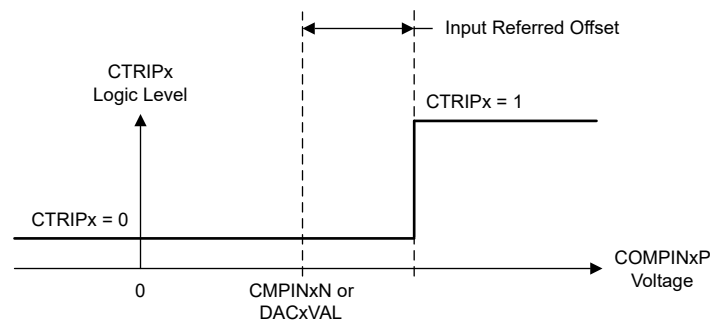 Input Referred Offset
CTRIPx
Logic Level
CTRIPx = 1
CTRIPx = 0
COMPINxP
Voltage
0
CMPINxN or
DACxVAL